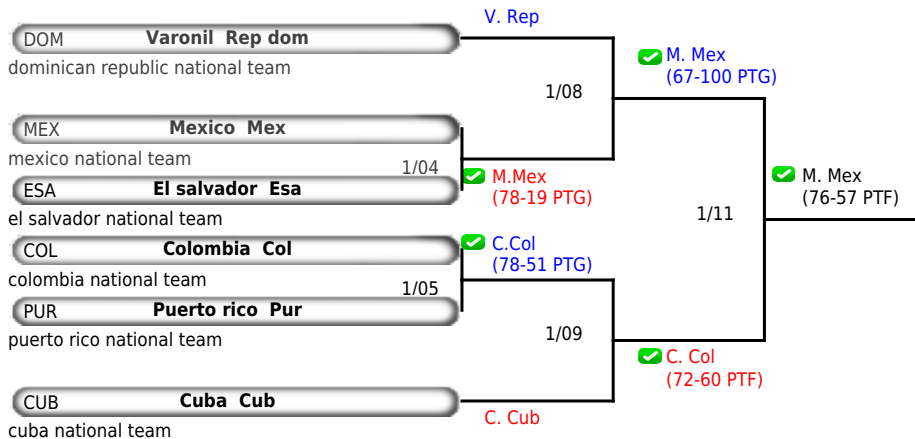 V. Rep
DOM Varonil Rep dom
dominican republic national team
M. Mex
(67-100 PTG)
1/08
MEX Mexico Mex
mexico national team
1/04
M.Mex
(78-19 PTG)
ESA El salvador Esa
el salvador national team
M. Mex
(76-57 PTF)
1/11
COL Colombia Col
colombia national team
C.Col
(78-51 PTG)
1/05
PUR Puerto rico Pur
puerto rico national team
1/09
C. Col
(72-60 PTF)
CUB Cuba Cub
cuba national team
C. Cub